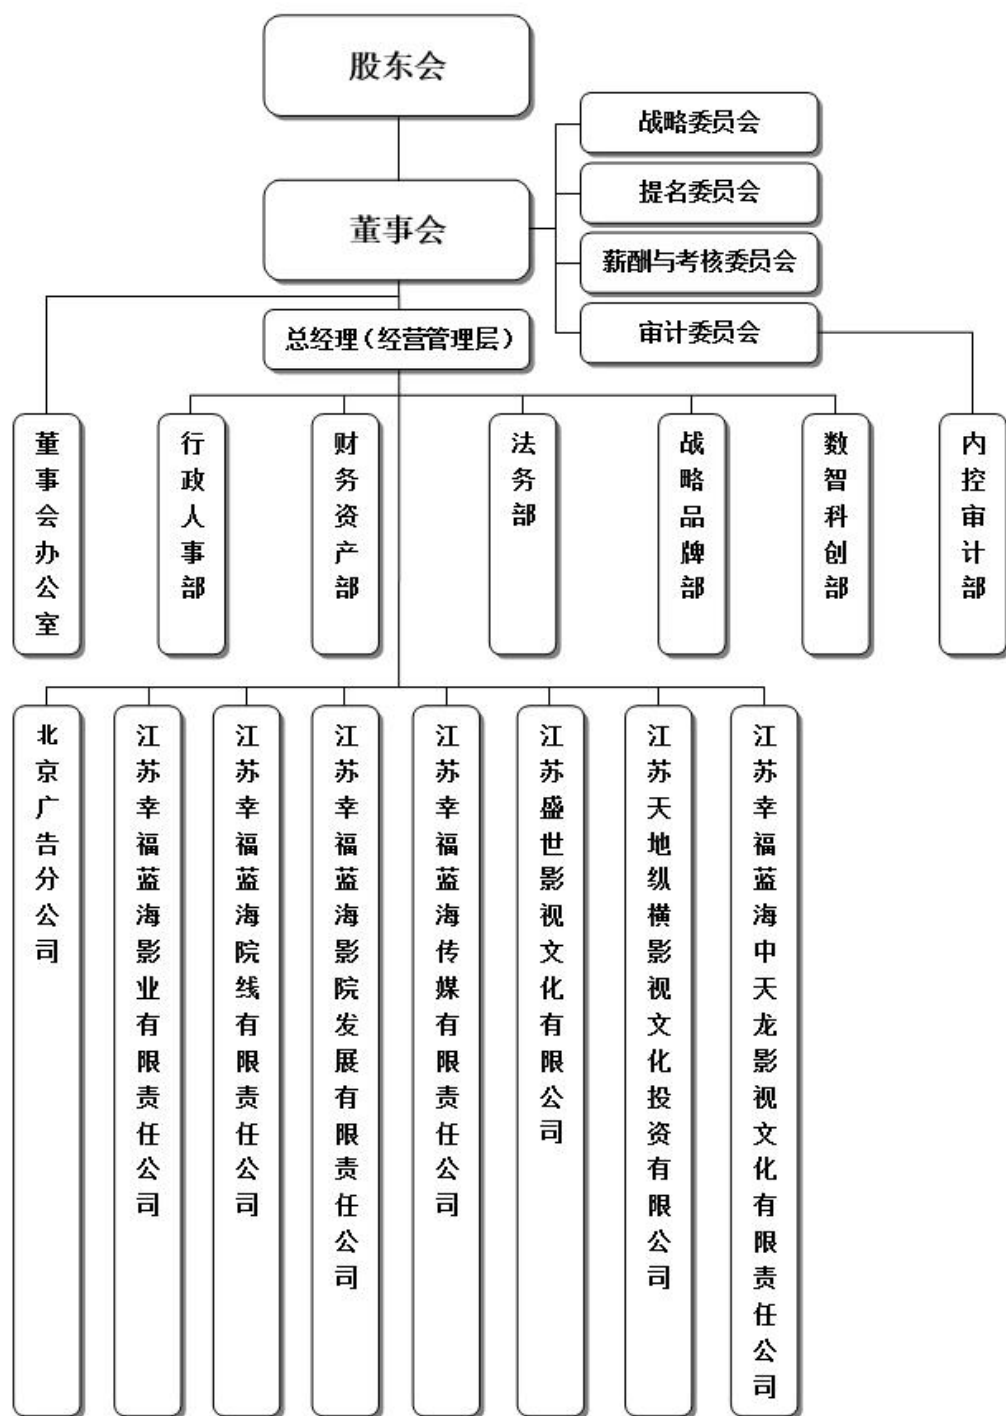 股东会
战略委员会
提名委员会
董事会
薪酬与考核委员会
审计委员会
总经理（经营管理层）
董事会办公室
行政人事部
财务资产部
法务部
战略品牌部
数智科创部
内控审计部
北京广告分公司
江苏幸福蓝海影业有限责任公司
江苏幸福蓝海院线有限责任公司
江苏幸福蓝海影院发展有限责任公司
江苏幸福蓝海传媒有限责任公司
江苏盛世影视文化有限公司
江苏天地纵横影视文化投资有限公司
江苏幸福蓝海中天龙影视文化有限责任公司